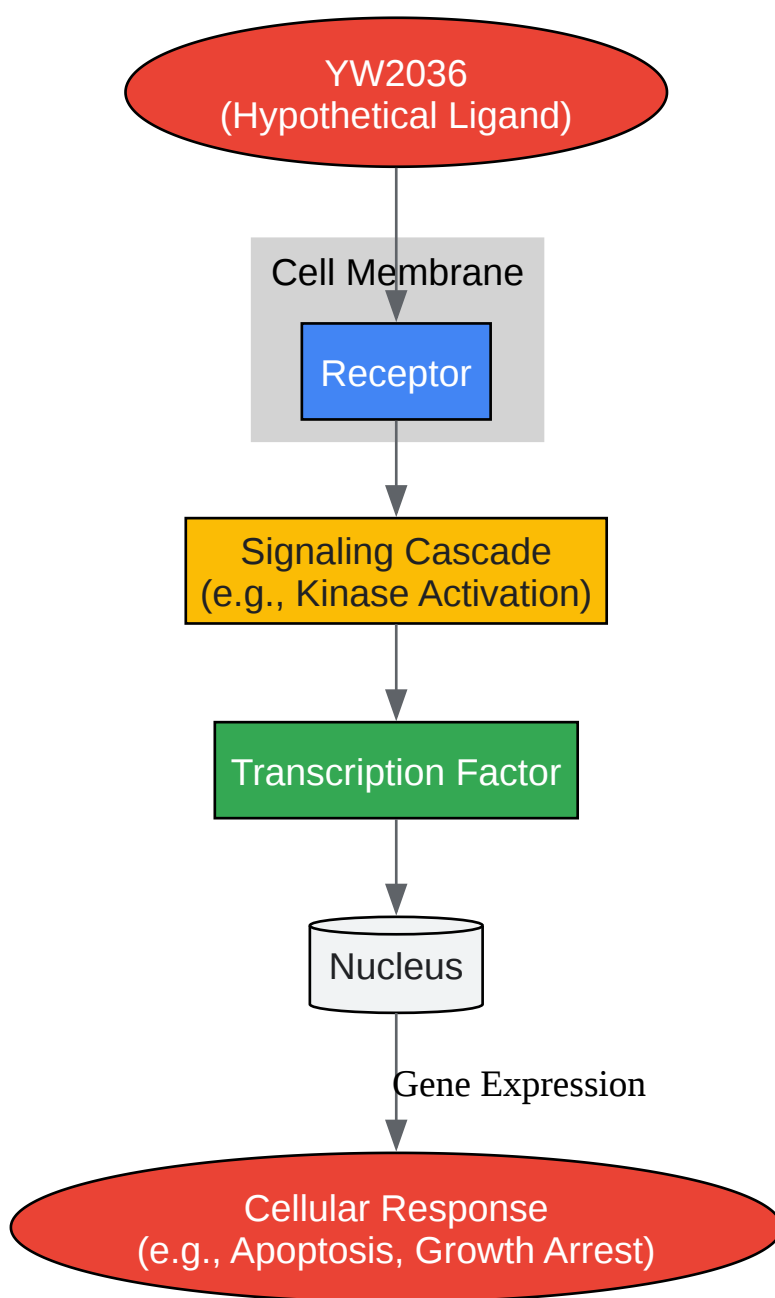 YW2036
(Hypothetical Ligand)
Cell Membrane
Receptor
Signaling Cascade
(e.g., Kinase Activation)
Transcription Factor
Nucleus
Gene Expression
Cellular Response
(e.g., Apoptosis, Growth Arrest)